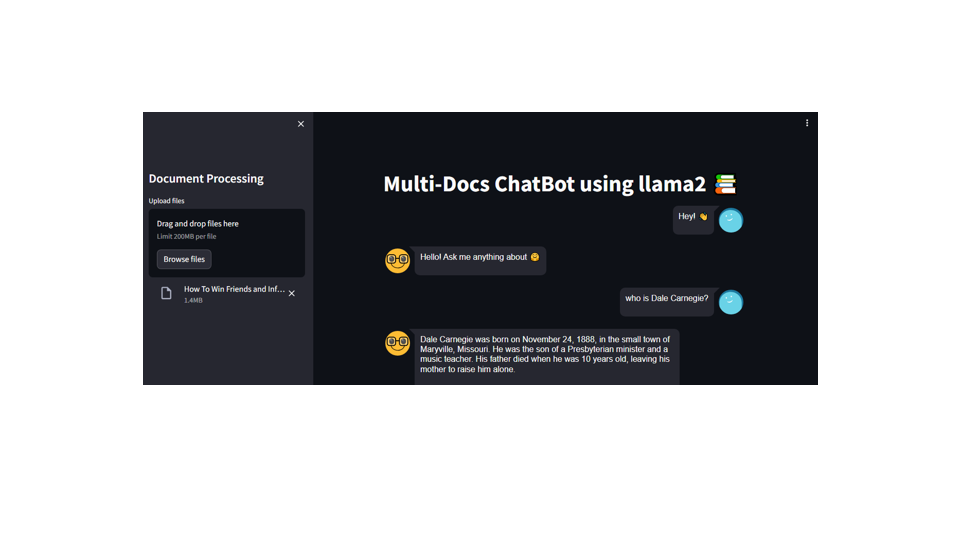 Document Processing
Upload files
Drag and drop files here
Limit 200MB per file
Browse files
How To Win Friends and Inf...
1.4MB
Multi-Docs ChatBot using llama2 📚
Hey! 👋
Hello! Ask me anything about 🤗
who is Dale Carnegie?
Dale Carnegie was born on November 24, 1888, in the small town of
Maryville, Missouri. He was the son of a Presbyterian minister and a
music teacher. His father died when he was 10 years old, leaving his
mother to raise him alone.